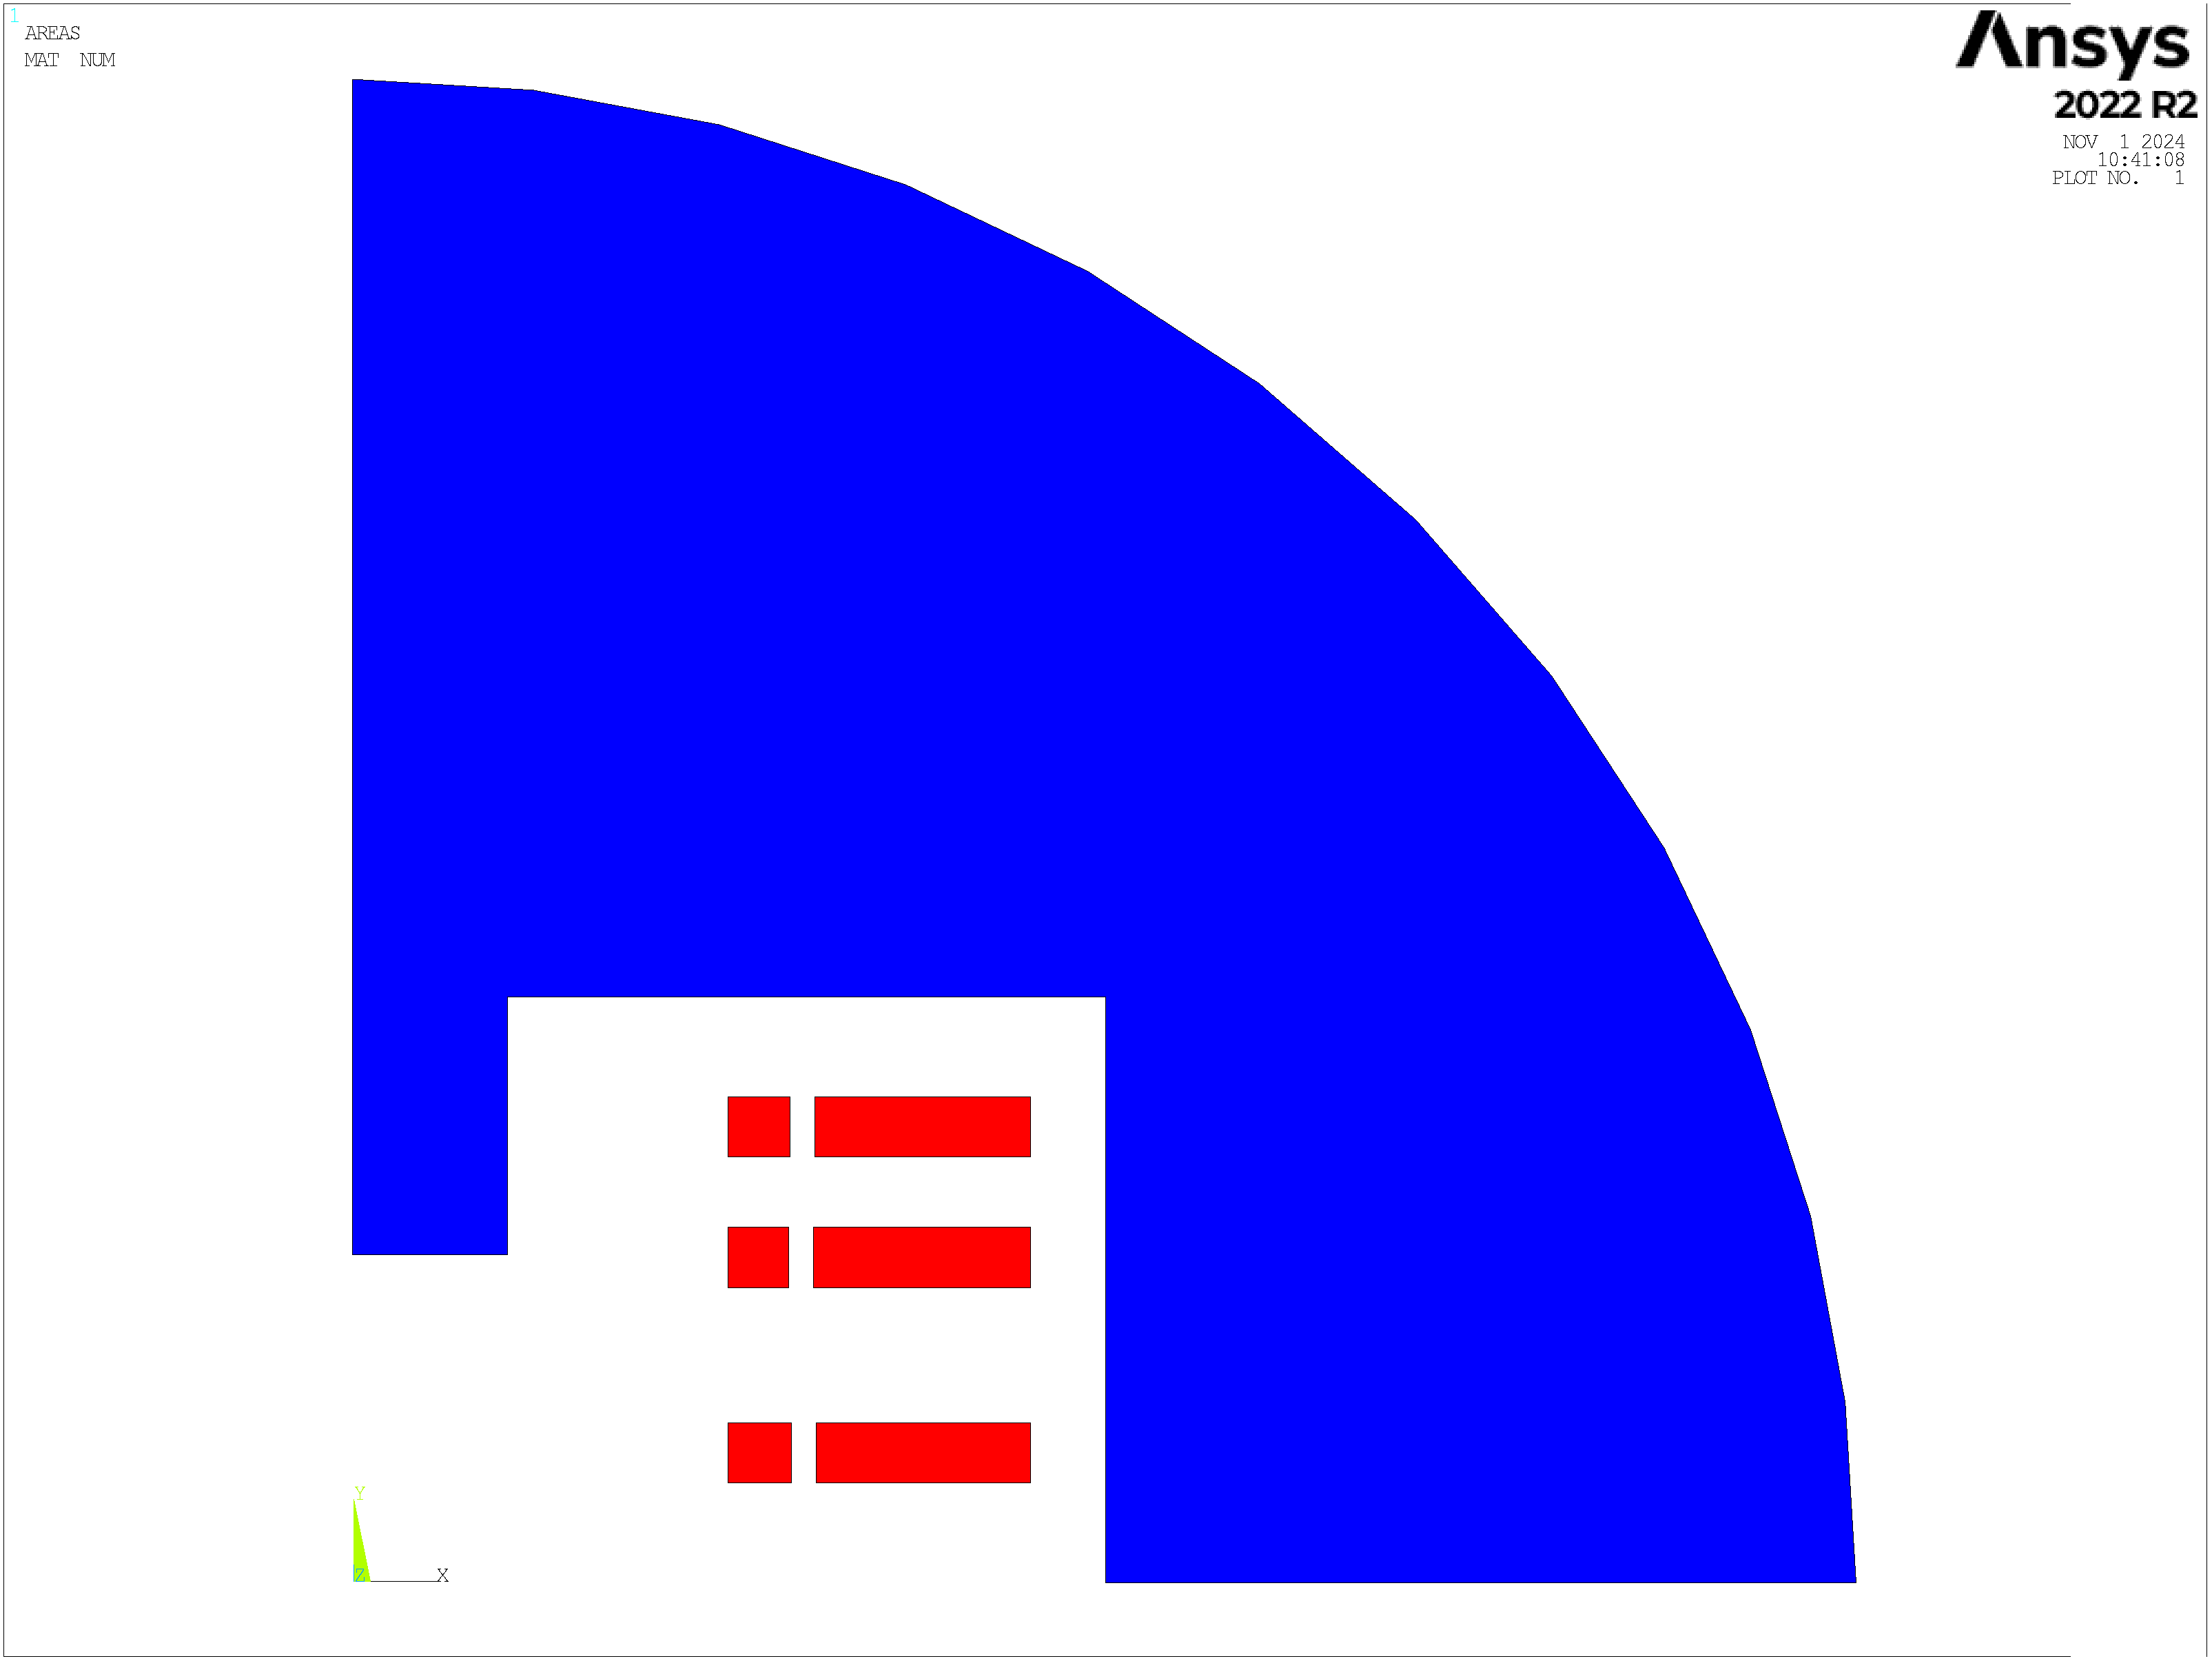 1
AREAS
MAT NUM
Ansys
2022 R2
NOV 1 2024
10:41:08
PLOT NO. 1
Y
Z
X